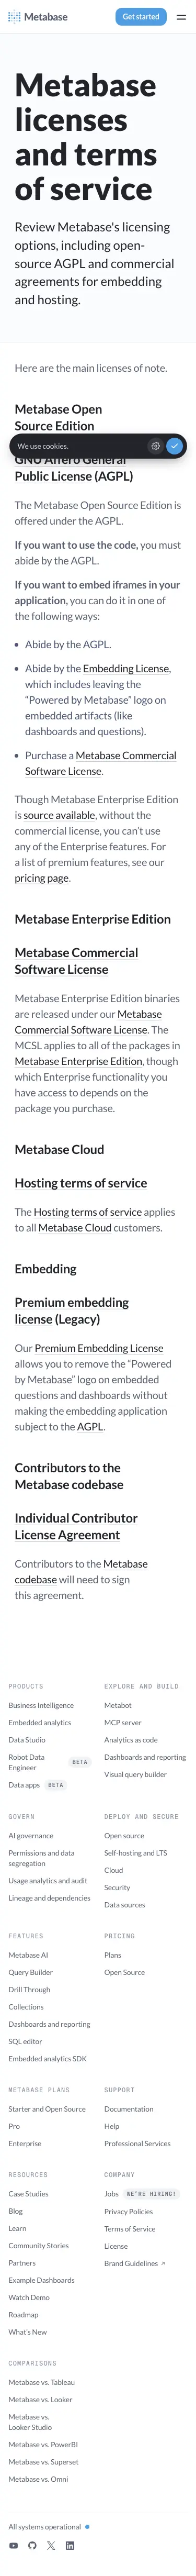 Metabase
Get started
Metabase
licenses
and terms
of service
Review Metabase's licensing
options, including open-
source AGPL and commercial
agreements for embedding
and hosting.
Here are the main licenses of note.
Metabase Open
Source Edition
We use cookies.
GNU Affero General
Public License (AGPL)
The Metabase Open Source Edition is
offered under the AGPL.
If you want to use the code, you must
abide by the AGPL.
If you want to embed iframes in your
application, you can do it in one of
the following ways:
Abide by the AGPL.
Abide by the Embedding License,
which includes leaving the
“Powered by Metabase” logo on
embedded artifacts (like
dashboards and questions).
Purchase a Metabase Commercial
Software License.
Though Metabase Enterprise Edition
is source available, without the
commercial license, you can’t use
any of the Enterprise features. For
a list of premium features, see our
pricing page.
Metabase Enterprise Edition
Metabase Commercial
Software License
Metabase Enterprise Edition binaries
are released under our Metabase
Commercial Software License. The
MCSL applies to all of the packages in
Metabase Enterprise Edition, though
which Enterprise functionality you
have access to depends on the
package you purchase.
Metabase Cloud
Hosting terms of service
The Hosting terms of service applies
to all Metabase Cloud customers.
Embedding
Premium embedding
license (Legacy)
Our Premium Embedding License
allows you to remove the “Powered
by Metabase” logo on embedded
questions and dashboards without
making the embedding application
subject to the AGPL.
Contributors to the
Metabase codebase
Individual Contributor
License Agreement
Contributors to the Metabase
codebase will need to sign
this agreement.
PRODUCTS
Business Intelligence
Embedded analytics
Data Studio
Robot Data
Engineer BETA
Data apps BETA
EXPLORE AND BUILD
Metabot
MCP server
Analytics as code
Dashboards and reporting
Visual query builder
GOVERN
AI governance
Permissions and data
segregation
Usage analytics and audit
Lineage and dependencies
DEPLOY AND SECURE
Open source
Self-hosting and LTS
Cloud
Security
Data sources
FEATURES
Metabase AI
Query Builder
Drill Through
Collections
Dashboards and reporting
SQL editor
Embedded analytics SDK
PRICING
Plans
Open Source
METABASE PLANS
Starter and Open Source
Pro
Enterprise
SUPPORT
Documentation
Help
Professional Services
RESOURCES
Case Studies
Blog
Learn
Community Stories
Partners
Example Dashboards
Watch Demo
Roadmap
What’s New
COMPANY
Jobs WE’RE HIRING!
Privacy Policies
Terms of Service
License
Brand Guidelines ↗
COMPARISONS
Metabase vs. Tableau
Metabase vs. Looker
Metabase vs.
Looker Studio
Metabase vs. PowerBI
Metabase vs. Superset
Metabase vs. Omni
All systems operational